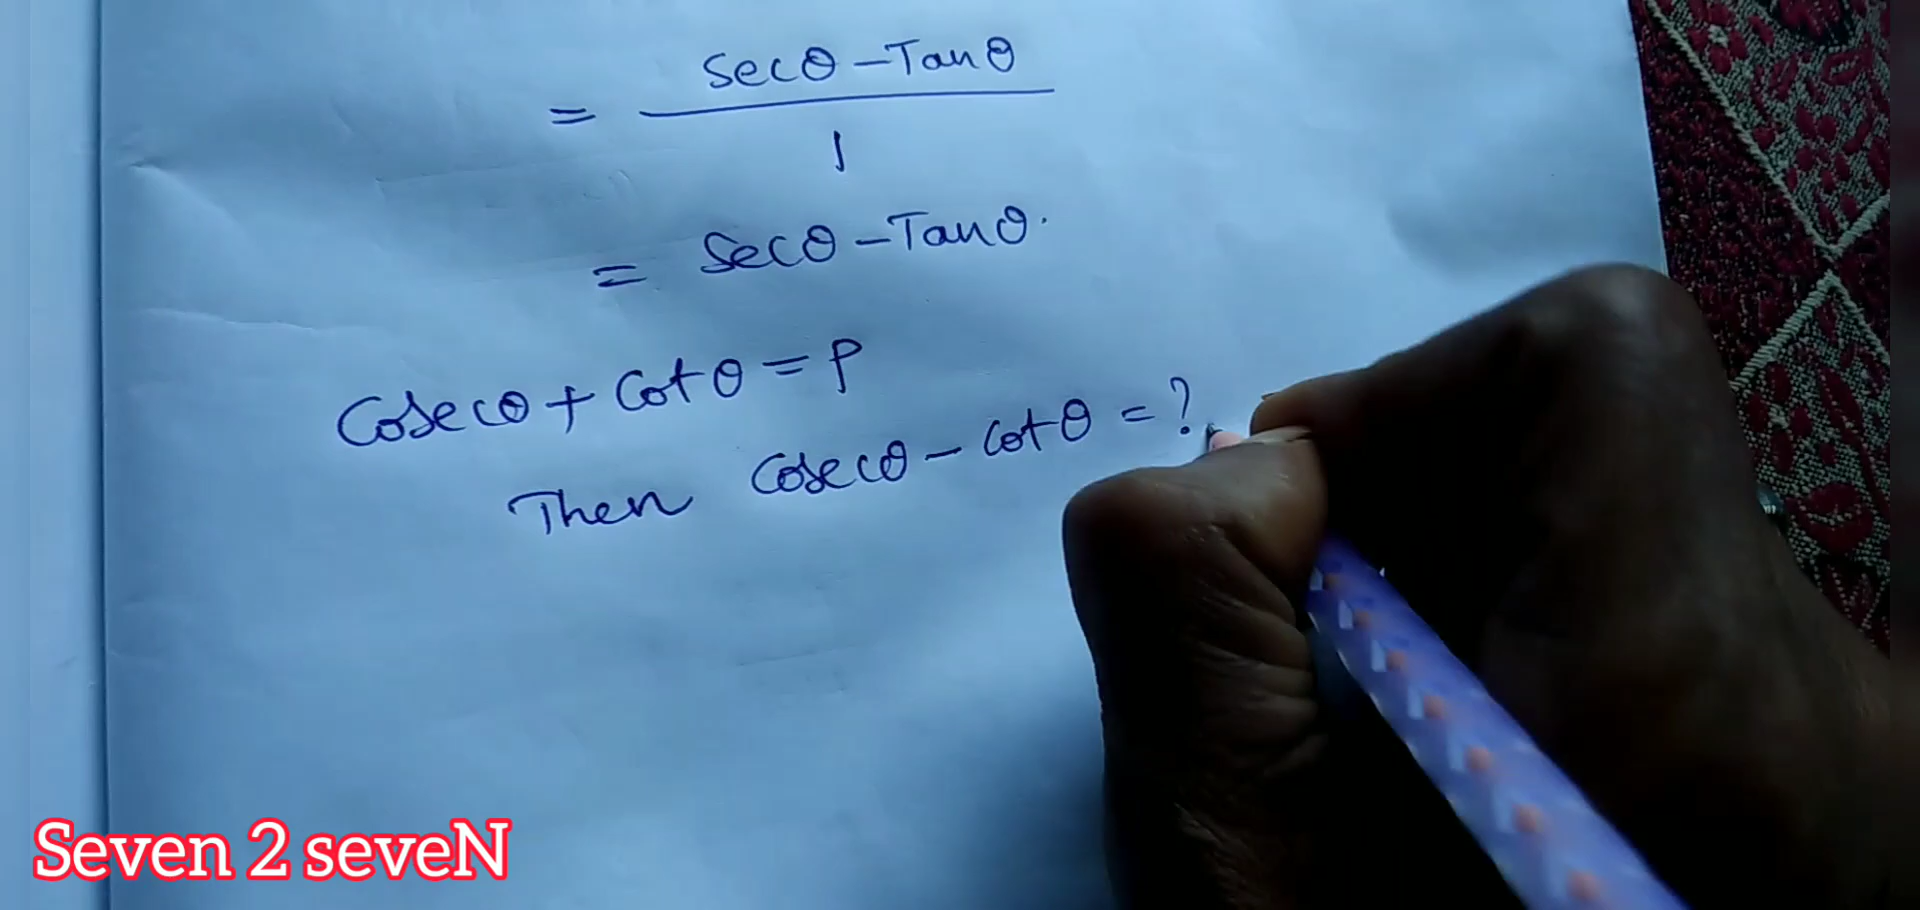 = Secθ - Tanθ / 1
= Secθ - Tanθ.
Cosecθ + Cotθ = P
Then Cosecθ - Cotθ = ?
Seven 2 seveN